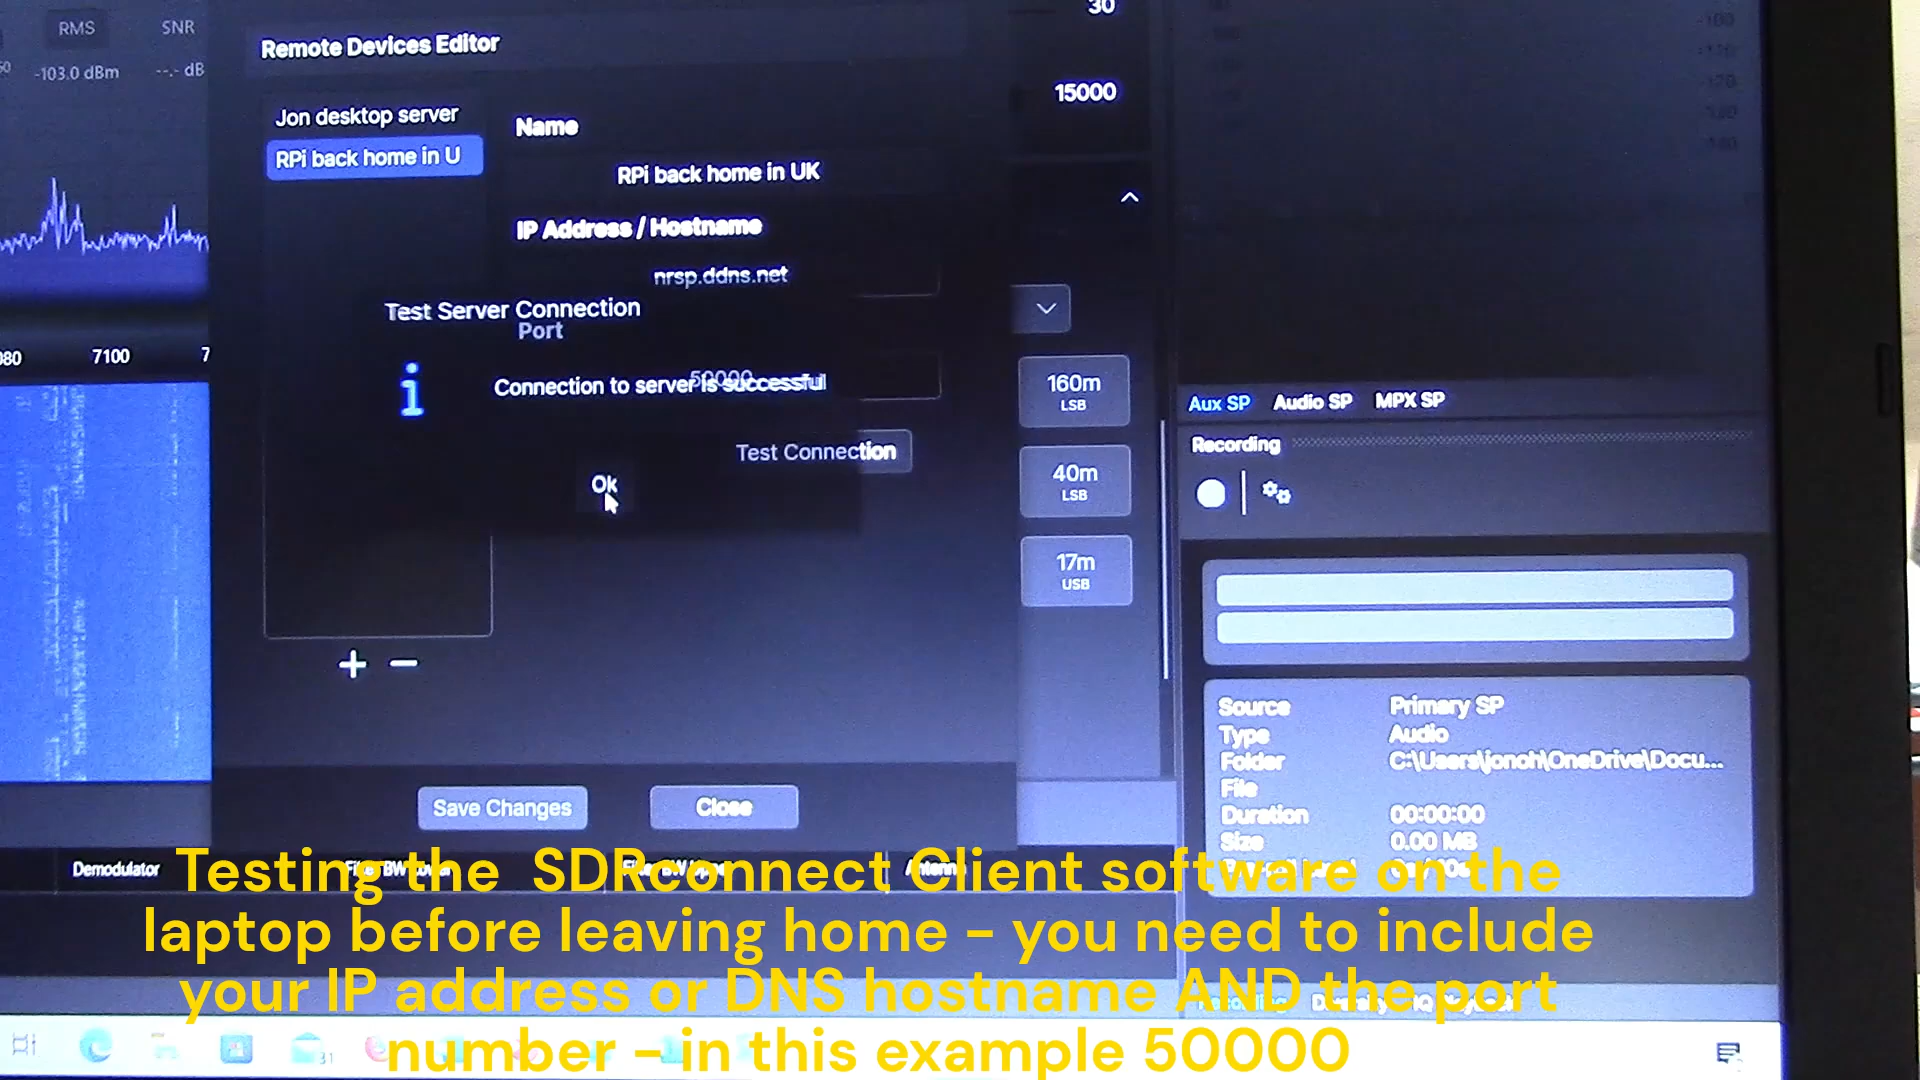 RMS
SNR
-103.0 dBm
--.- dB
Remote Devices Editor
30
15000
Jon desktop server
RPi back home in U
Name
RPi back home in UK
IP Address / Hostname
nrsp.ddns.net
Test Server Connection
Port
50000
Connection to server is successful
Test Connection
Ok
7100
160m
LSB
40m
LSB
17m
USB
Aux SP
Audio SP
MPX SP
Recording
Source
Primary SP
Type
Audio
Folder
C:\Users\jonoh\OneDrive\Docu...
File
Duration
00:00:00
Size
0.00 MB
Save Changes
Close
Demodulator
Testing the SDRconnect Client software on the
laptop before leaving home - you need to include
your IP address or DNS hostname AND the port
number - in this example 50000
31